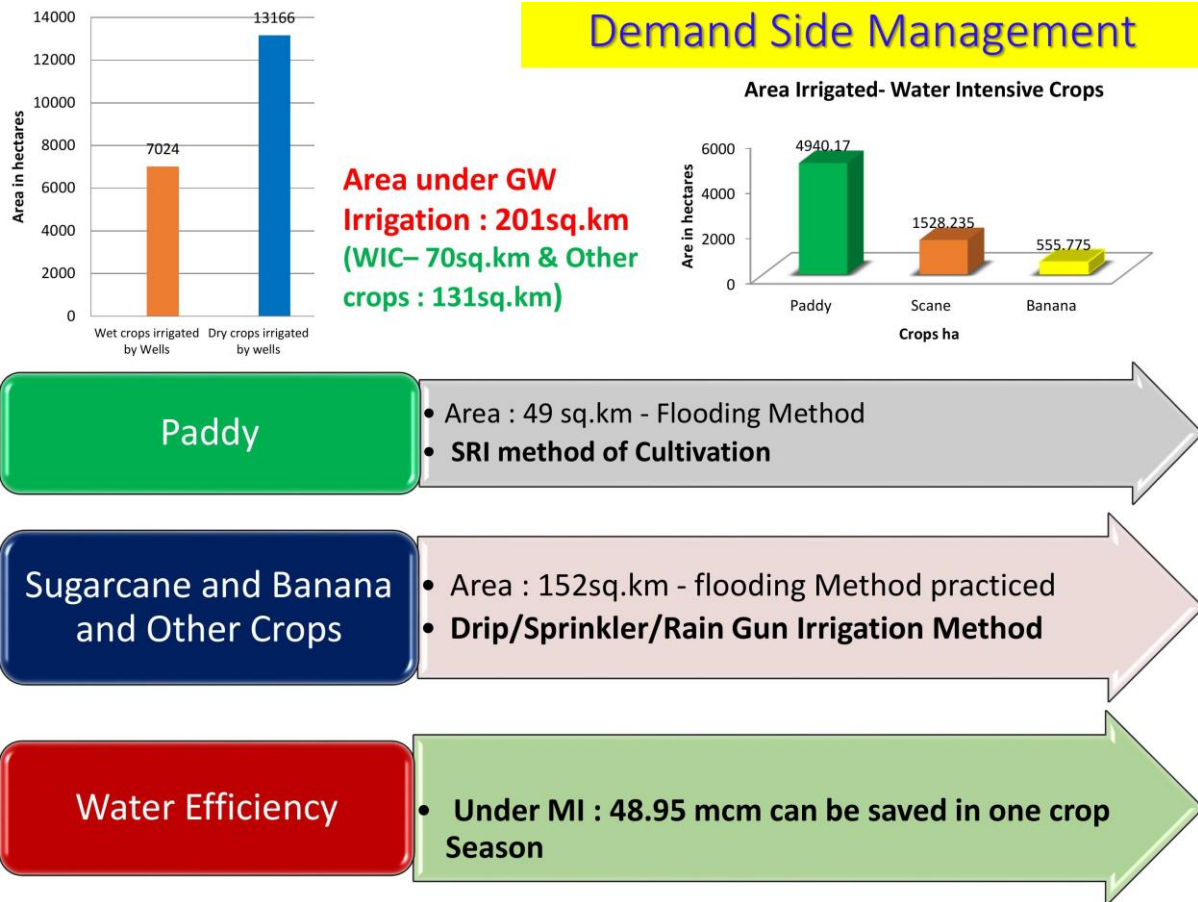 Demand Side Management
14000
12000
10000
8000
6000
4000
2000
0
Area in hectares
7024
13166
Wet crops irrigated
by Wells
Dry crops irrigated
by wells
Area under GW
Irrigation : 201sq.km
(WIC– 70sq.km & Other
crops : 131sq.km)
Area Irrigated- Water Intensive Crops
6000
4000
2000
0
Are in hectares
4940.17
1528.235
555.775
Paddy
Scane
Banana
Crops ha
Paddy
• Area : 49 sq.km - Flooding Method
• SRI method of Cultivation
Sugarcane and Banana
and Other Crops
• Area : 152sq.km - flooding Method practiced
• Drip/Sprinkler/Rain Gun Irrigation Method
Water Efficiency
• Under MI : 48.95 mcm can be saved in one crop
Season